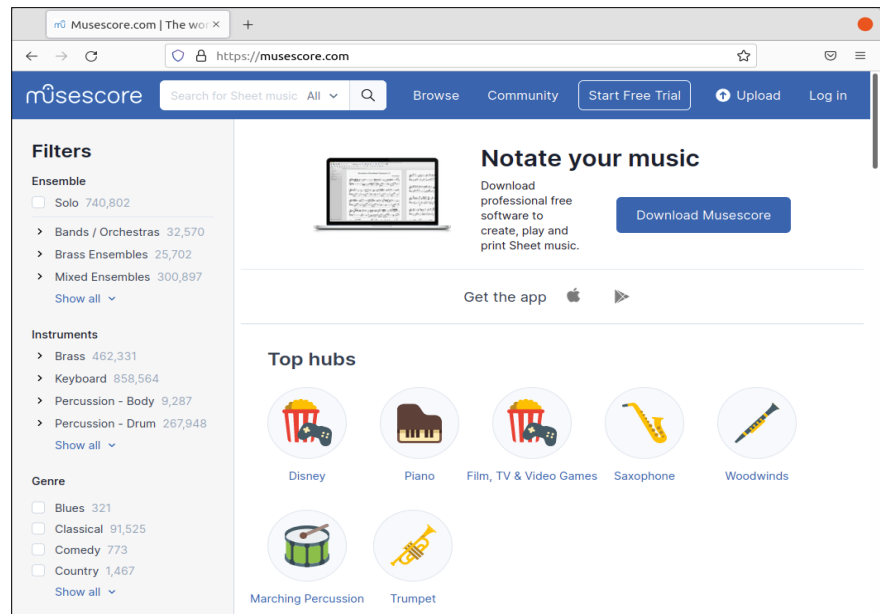 Musescore.com | The wor
https://musescore.com
musescore Search for Sheet music All Browse Community Start Free Trial Upload Log in
Filters
Ensemble
Solo 740,802
Bands / Orchestras 32,570
Brass Ensembles 25,702
Mixed Ensembles 300,897
Show all
Instruments
Brass 462,331
Keyboard 858,564
Percussion - Body 9,287
Percussion - Drum 267,948
Show all
Genre
Blues 321
Classical 91,525
Comedy 773
Country 1,467
Show all
Notate your music
Download
professional free
software to
create, play and
print Sheet music.
Download Musescore
Get the app
Top hubs
Disney
Piano
Film, TV & Video Games
Saxophone
Woodwinds
Marching Percussion
Trumpet